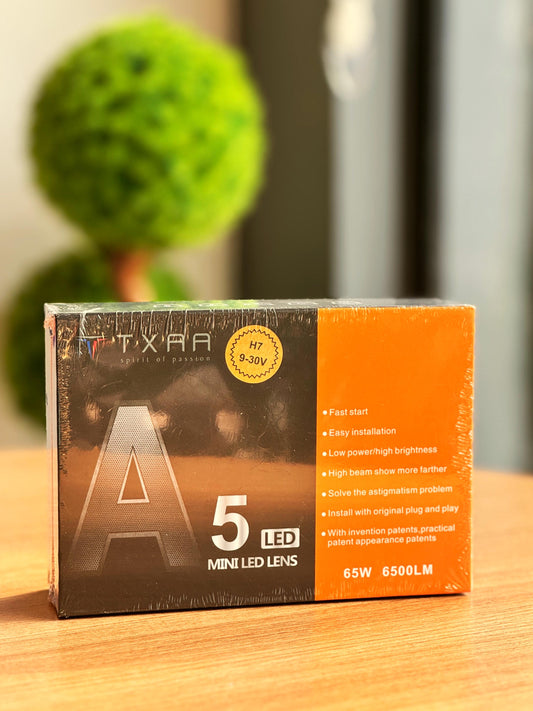 TXAA
spirit of passion
H7
9-30V
A
5 LED
MINI LED LENS
• Fast start
• Easy installation
• Low power/high brightness
• High beam show more farther
• Solve the astigmatism problem
• Install with original plug and play
• With invention patents,practical
patent appearance patents
65W 6500LM